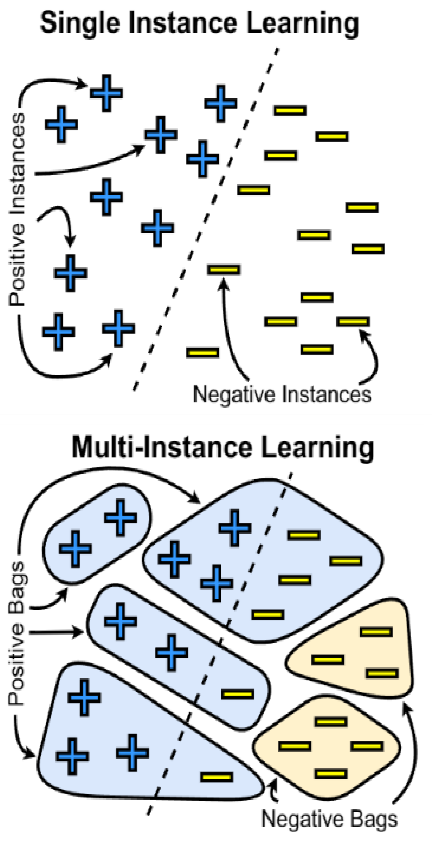 Single Instance Learning
Positive Instances
Negative Instances
Multi-Instance Learning
Positive Bags
Negative Bags